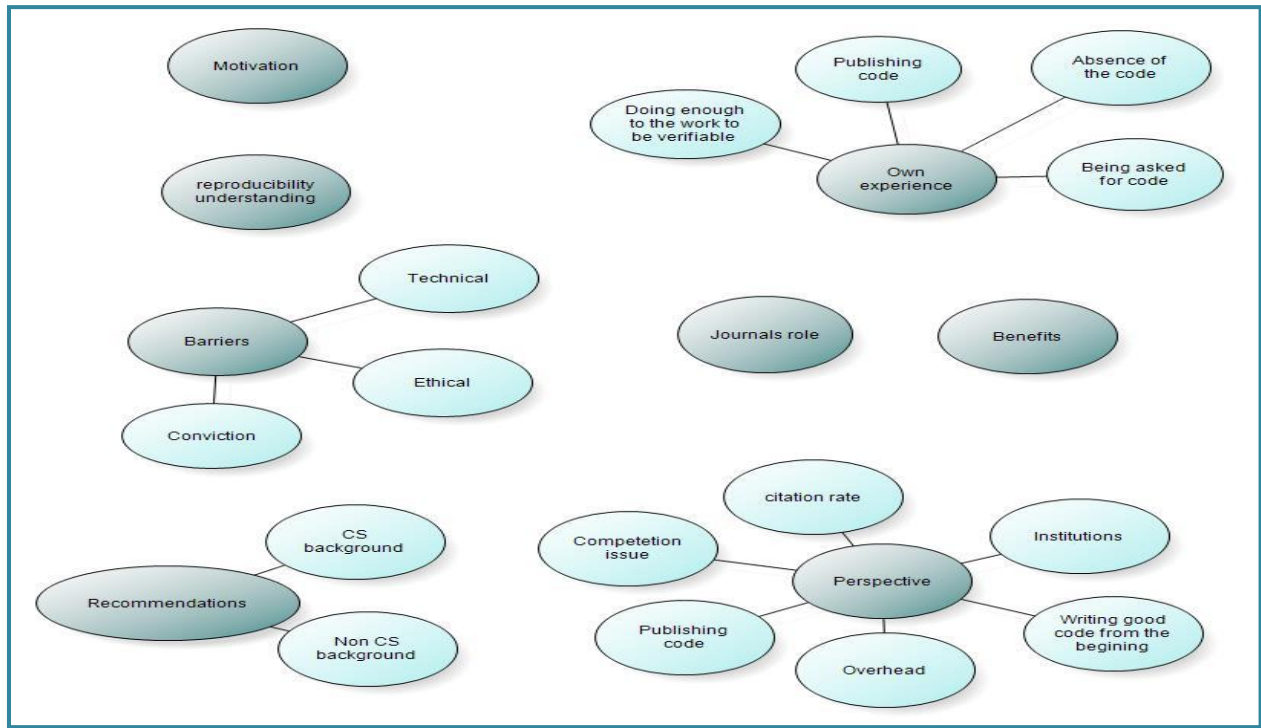 Motivation
reproducibility
understanding
Technical
Barriers
Ethical
Conviction
CS
background
Recommendations
Non CS
background
Publishing
code
Absence of
the code
Doing enough
to the work to
be verifiable
Own
experience
Being asked
for code
Journals role
Benefits
citation rate
Competetion
issue
Institutions
Perspective
Publishing
code
Writing good
code from the
begining
Overhead